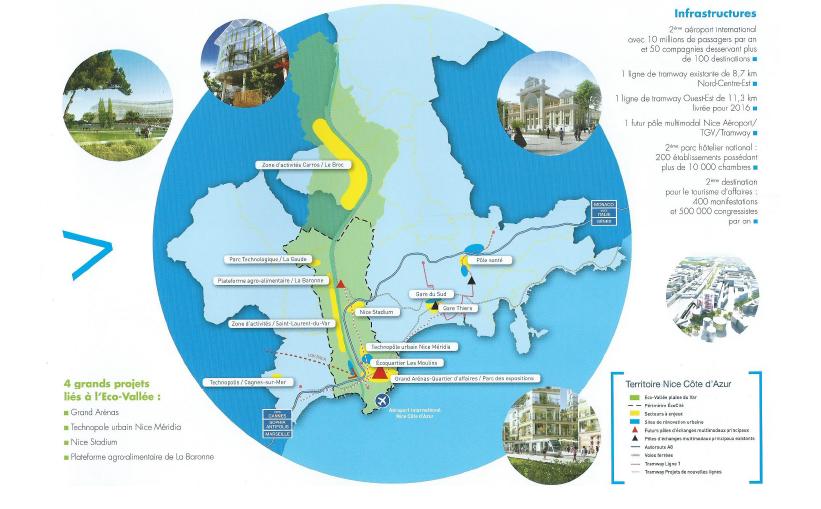 Infrastructures
2ème aéroport international
avec 10 millions de passagers par an
et 50 compagnies desservant plus
de 100 destinations
1 ligne de tramway existante de 8,7 km
Nord-Centre-Est
1 ligne de tramway Ouest-Est de 11,3 km
livrée pour 2016
1 futur pôle multimodal Nice Aéroport/
TGV/Tramway
2ème parc hôtelier national :
200 établissements possédant
plus de 10 000 chambres
2ème destination
pour le tourisme d'affaires :
400 manifestations
et 500 000 congressistes
par an
Zone d'activités Carros / Le Broc
MONACO
ITALIE
GÊNES
Parc Technologique / La Gaude
Pôle santé
Plateforme agro-alimentaire / La Baronne
Gare du Sud
Gare Thiers
Nice Stadium
Zone d'activités / Saint-Laurent-du-Var
Technopôle urbain Nice Méridia
Écoquartier Les Moulins
Grand Arénas-Quartier d'affaires / Parc des expositions
Technopolis / Cagnes-sur-Mer
Aéroport international
Nice Côte d'Azur
CANNES
SOPHIA
ANTIPOLIS
MARSEILLE
4 grands projets
liés à l'Eco-Vallée :
Grand Arénas
Technopole urbain Nice Méridia
Nice Stadium
Plateforme agro-alimentaire de La Baronne
Territoire Nice Côte d'Azur
Eco-Vallée plaine du Var
Périmètre EcoCité
Secteurs à enjeux
Sites de rénovation urbaine
Futurs pôles d'échanges multimodaux principaux
Pôles d'échanges multimodaux principaux existants
Autoroute A8
Voies ferrées
Tramway Ligne 1
Tramway Projets de nouvelles lignes